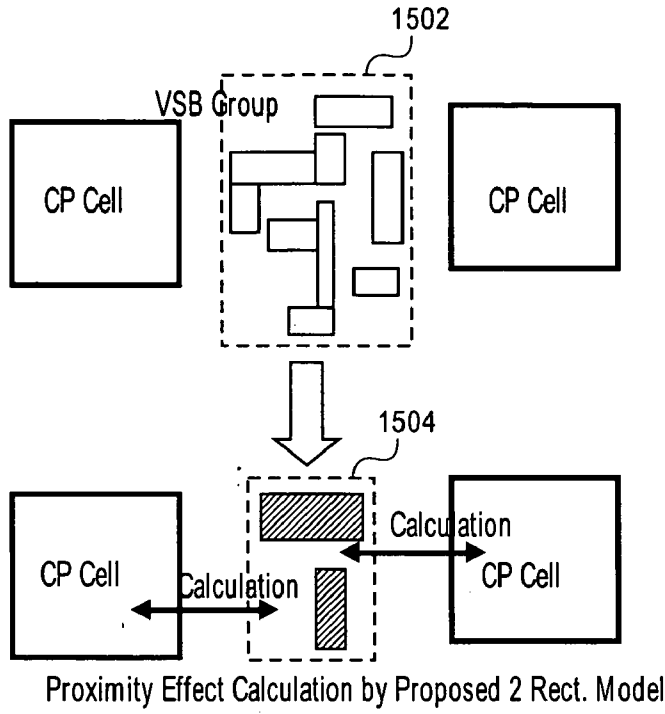 1502
VSB Group
CP Cell
CP Cell
1504
Calculation
CP Cell
CP Cell
Calculation
Proximity Effect Calculation by Proposed 2 Rect. Model